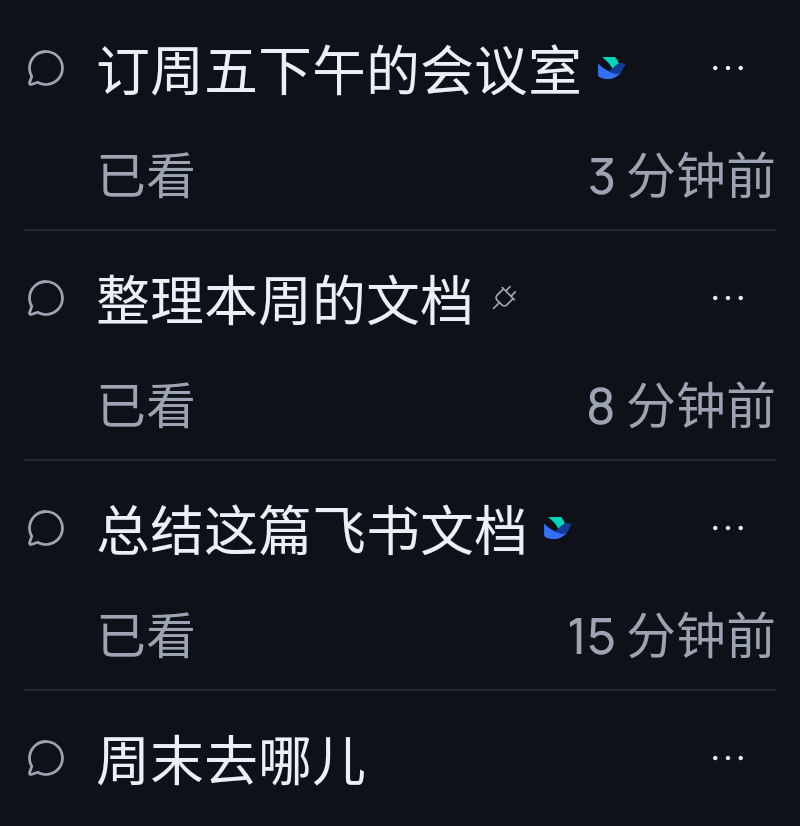 订周五下午的会议室
已看 3 分钟前
整理本周的文档
已看 8 分钟前
总结这篇飞书文档
已看 15 分钟前
周末去哪儿